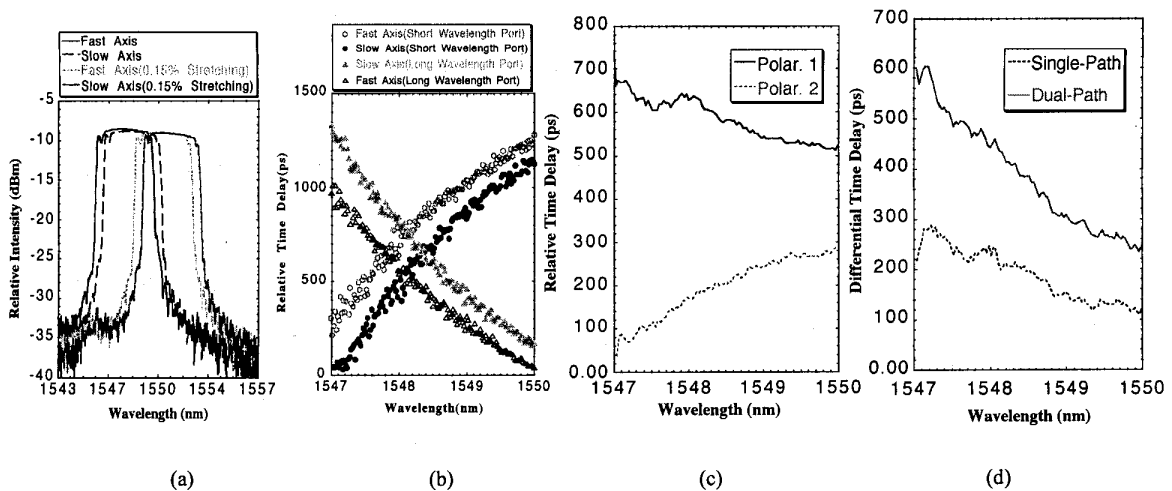 Fast Axis
Slow Axis
Fast Axis(0.15% Stretching)
Slow Axis(0.15% Stretching)
-5
-10
-15
-20
-25
-30
-35
-40
1543 1547 1550 1554 1557
Relative Intensity (dBm)
Wavelength (nm)
(a)
Fast Axis(Short Wavelength Port)
Slow Axis(Short Wavelength Port)
Slow Axis(Long Wavelength Port)
Fast Axis(Long Wavelength Port)
1500
1000
500
0
1547 1548 1549 1550
Relative Time Delay(ps)
Wavelength(nm)
(b)
800
700
600
500
400
300
200
100
0.00
1547 1548 1549 1550
Relative Time Delay (ps)
Polar. 1
Polar. 2
Wavelength (nm)
(c)
700
600
500
400
300
200
100
0.00
1547 1548 1549 1550
Differential Time Delay (ps)
Single-Path
Dual-Path
Wavelength (nm)
(d)